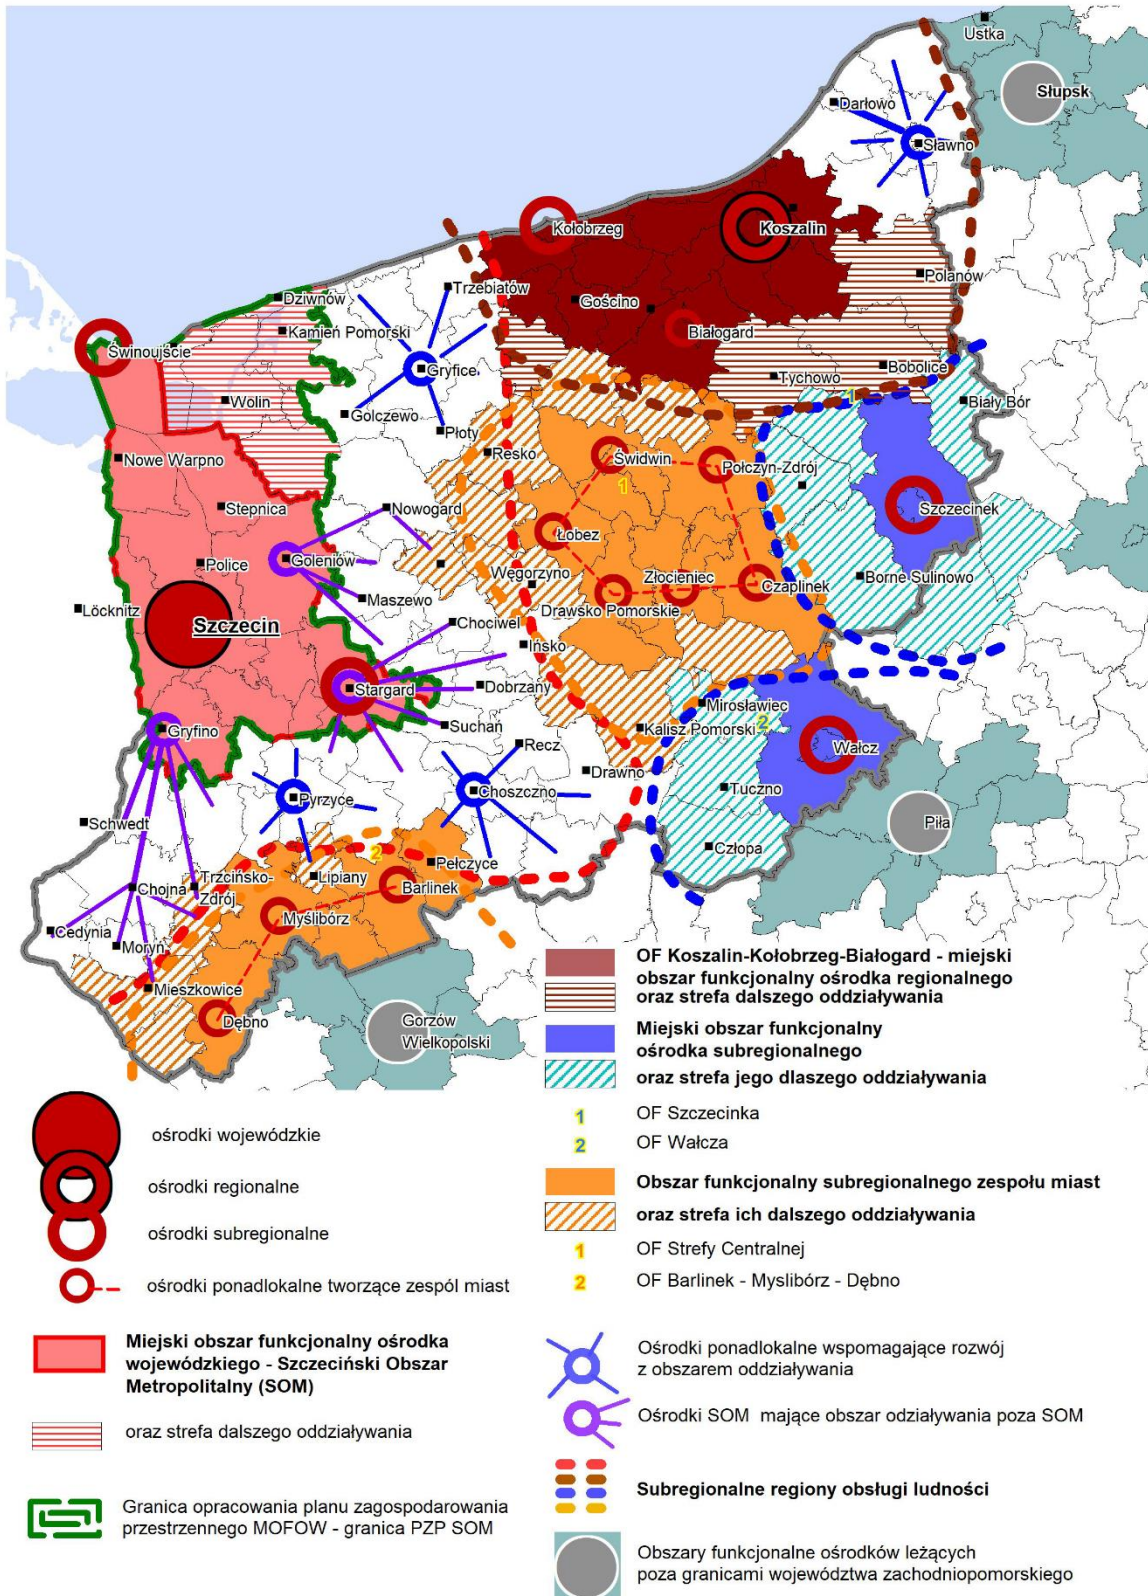 Ustka
Słupsk
Darłowo
Sławno
Kołobrzeg
Koszalin
Polanów
Trzebiatów
Dziwnów
Gościno
Kamień Pomorski
Białogard
Świnoujście
Gryfice
Bobolice
Tychowo
1
Biały Bór
Wolin
Golczewo
Płoty
Resko
Świdwin
Połczyn-Zdrój
Nowe Warpno
1
Stepnica
Nowogard
Szczecinek
Łobez
Goleniów
Police
Węgorzyno
Złocieniec
Czaplinek
Borne Sulinowo
Maszewo
Drawsko Pomorskie
Löcknitz
Szczecin
Chociwel
Ińsko
Stargard
Dobrzany
Mirosławiec
2
Suchań
Kalisz Pomorski
Gryfino
Recz
Wałcz
Drawno
Pyrzyce
Choszczno
Tuczno
Schwedt
Piła
Człopa
2
Pełczyce
Trzcińsko-
Zdrój
Lipiany
Barlinek
Chojna
Myślibórz
Cedynia
Moryń
Mieszkowice
Dębno
Gorzów
Wielkopolski
OF Koszalin-Kołobrzeg-Białogard - miejski
obszar funkcjonalny ośrodka regionalnego
oraz strefa dalszego oddziaływania
Miejski obszar funkcjonalny
ośrodka subregionalnego
oraz strefa jego dlaszego oddziaływania
1 OF Szczecinka
2 OF Wałcza
Obszar funkcjonalny subregionalnego zespołu miast
oraz strefa ich dalszego oddziaływania
1 OF Strefy Centralnej
2 OF Barlinek - Myslibórz - Dębno
ośrodki wojewódzkie
ośrodki regionalne
ośrodki subregionalne
ośrodki ponadlokalne tworzące zespól miast
Miejski obszar funkcjonalny ośrodka
wojewódzkiego - Szczeciński Obszar
Metropolitalny (SOM)
oraz strefa dalszego oddziaływania
Granica opracowania planu zagospodarowania
przestrzennego MOFOW - granica PZP SOM
Ośrodki ponadlokalne wspomagające rozwój
z obszarem oddziaływania
Ośrodki SOM mające obszar odziaływania poza SOM
Subregionalne regiony obsługi ludności
Obszary funkcjonalne ośrodków leżących
poza granicami województwa zachodniopomorskiego